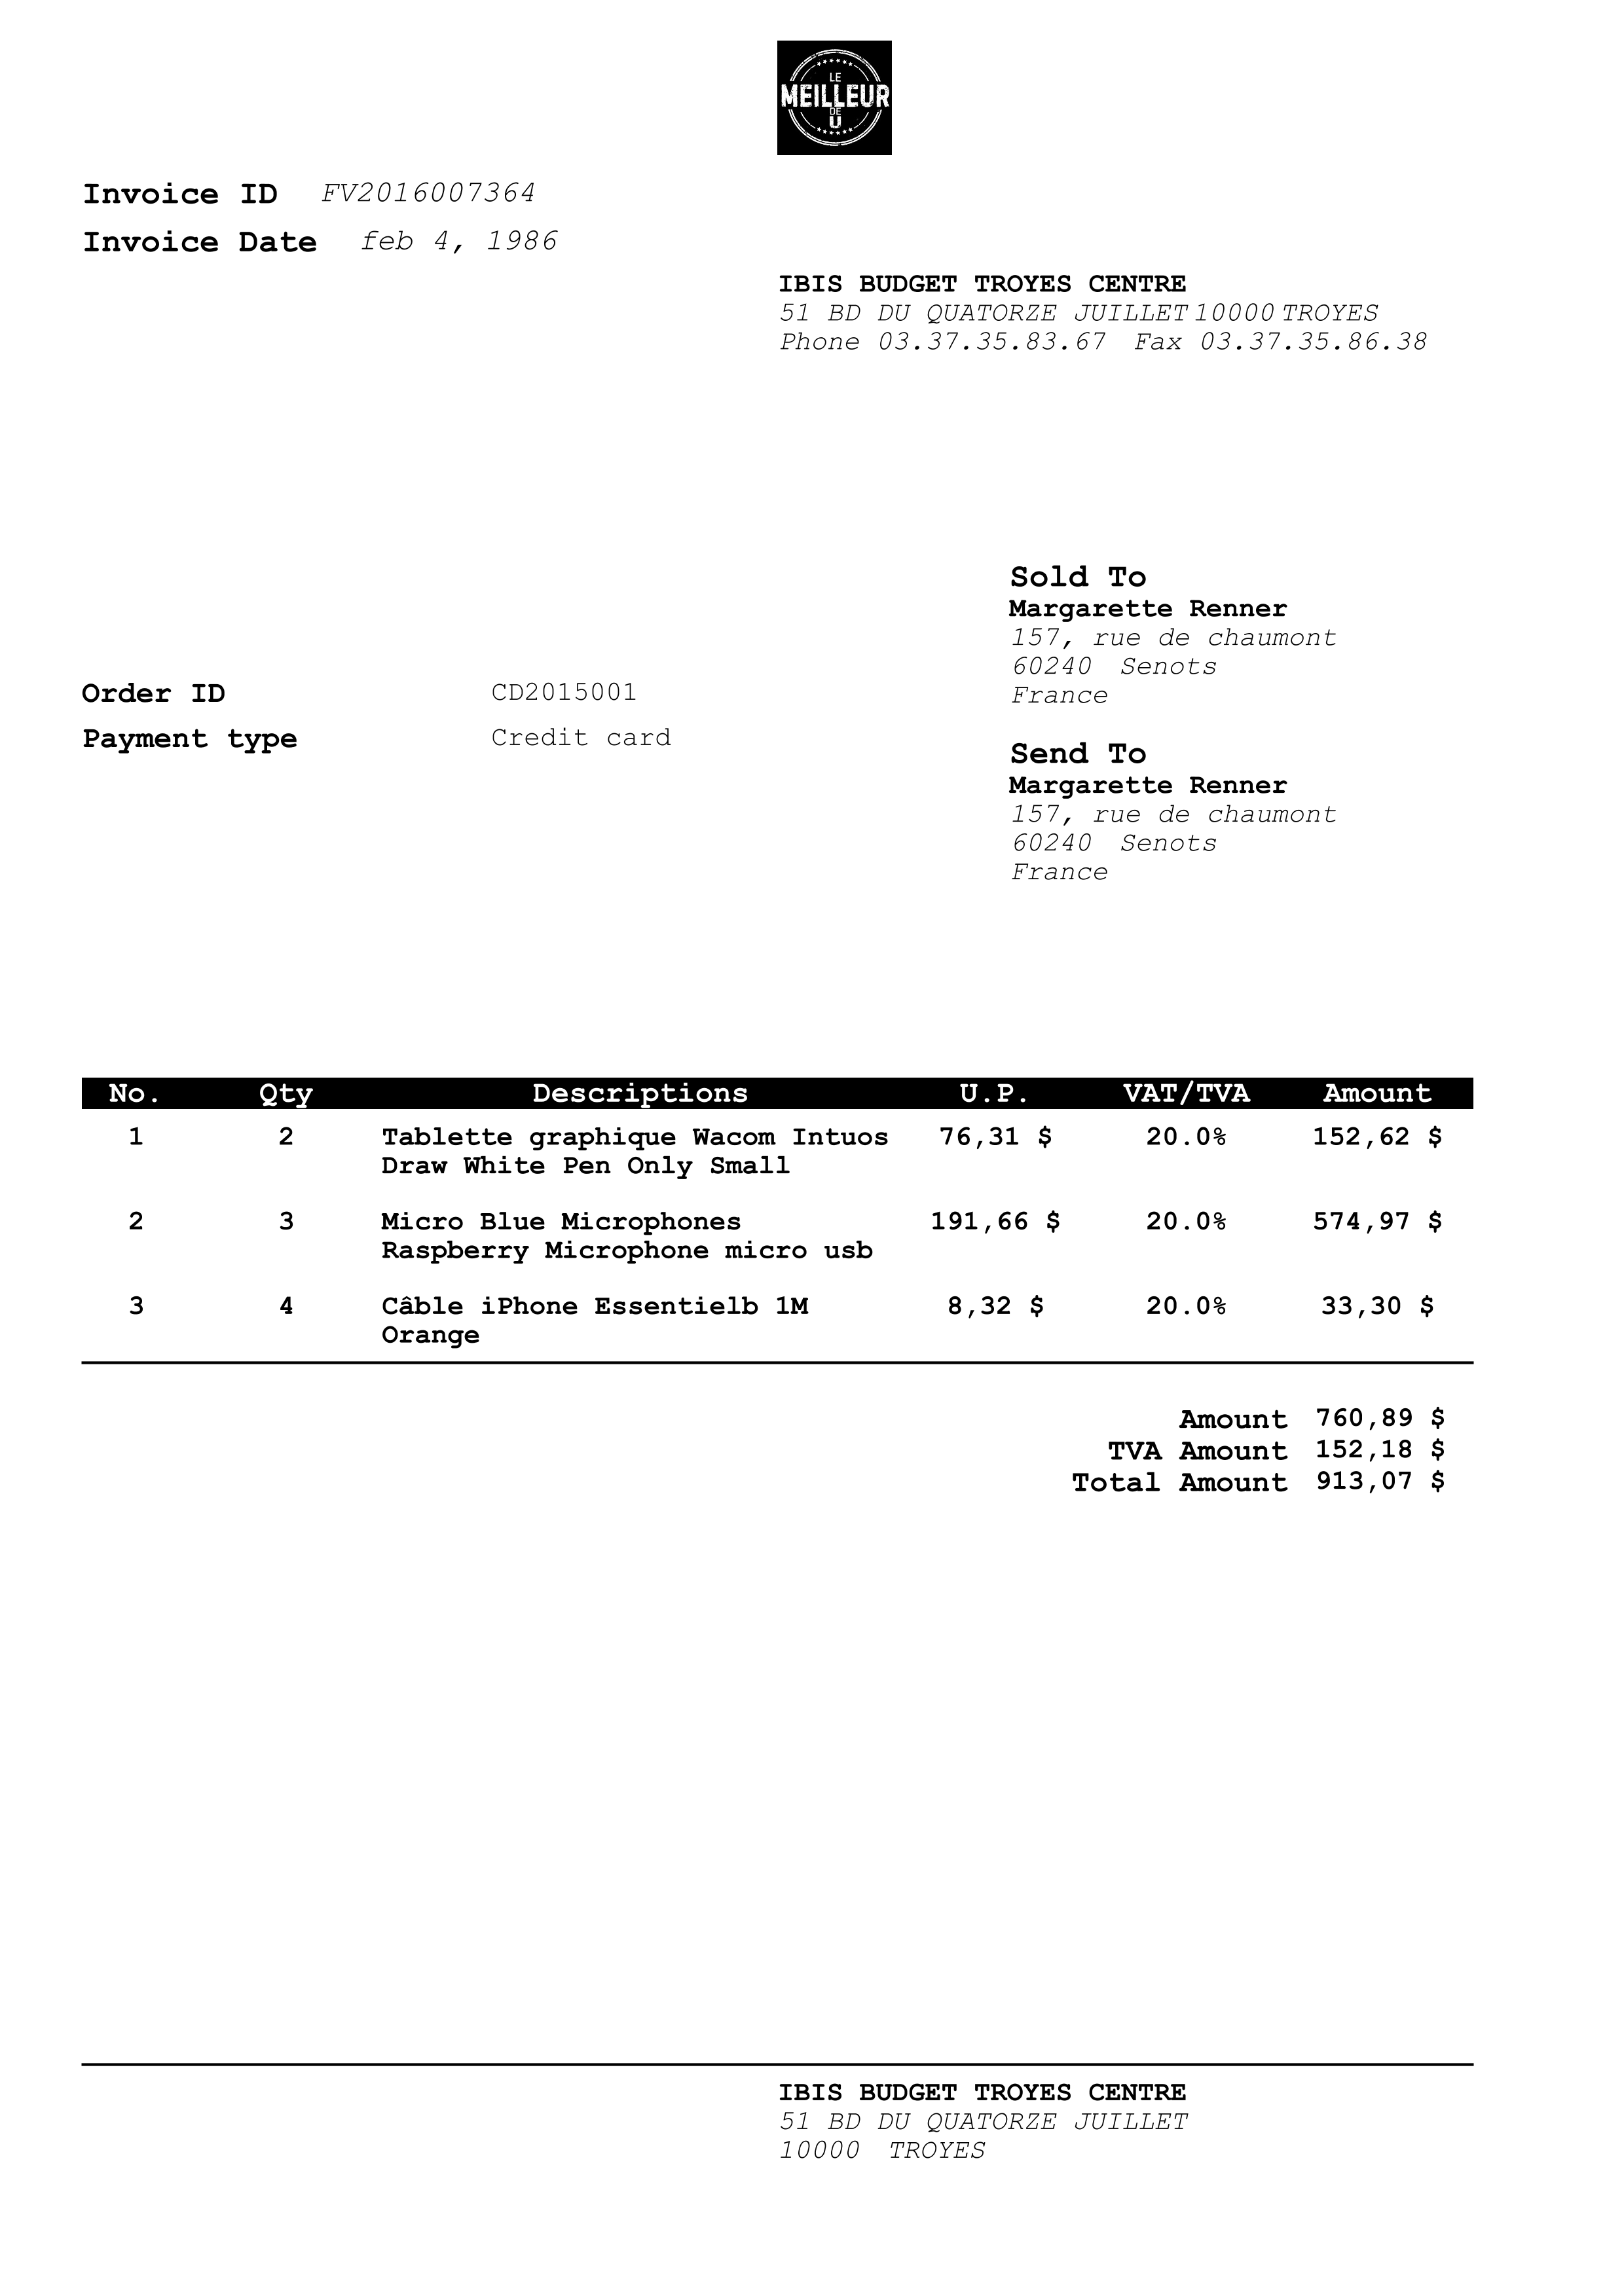 LE
MEILLEUR
DE
U
Invoice ID FV2016007364
Invoice Date feb 4, 1986
IBIS BUDGET TROYES CENTRE
51 BD DU QUATORZE JUILLET 10000 TROYES
Phone 03.37.35.83.67 Fax 03.37.35.86.38
Sold To
Margarette Renner
157, rue de chaumont
60240 Senots
France
Order ID CD2015001
Payment type Credit card
Send To
Margarette Renner
157, rue de chaumont
60240 Senots
France
No. Qty Descriptions U.P. VAT/TVA Amount
1 2 Tablette graphique Wacom Intuos 76,31 $ 20.0% 152,62 $
Draw White Pen Only Small
2 3 Micro Blue Microphones 191,66 $ 20.0% 574,97 $
Raspberry Microphone micro usb
3 4 Câble iPhone Essentielb 1M 8,32 $ 20.0% 33,30 $
Orange
Amount 760,89 $
TVA Amount 152,18 $
Total Amount 913,07 $
IBIS BUDGET TROYES CENTRE
51 BD DU QUATORZE JUILLET
10000 TROYES